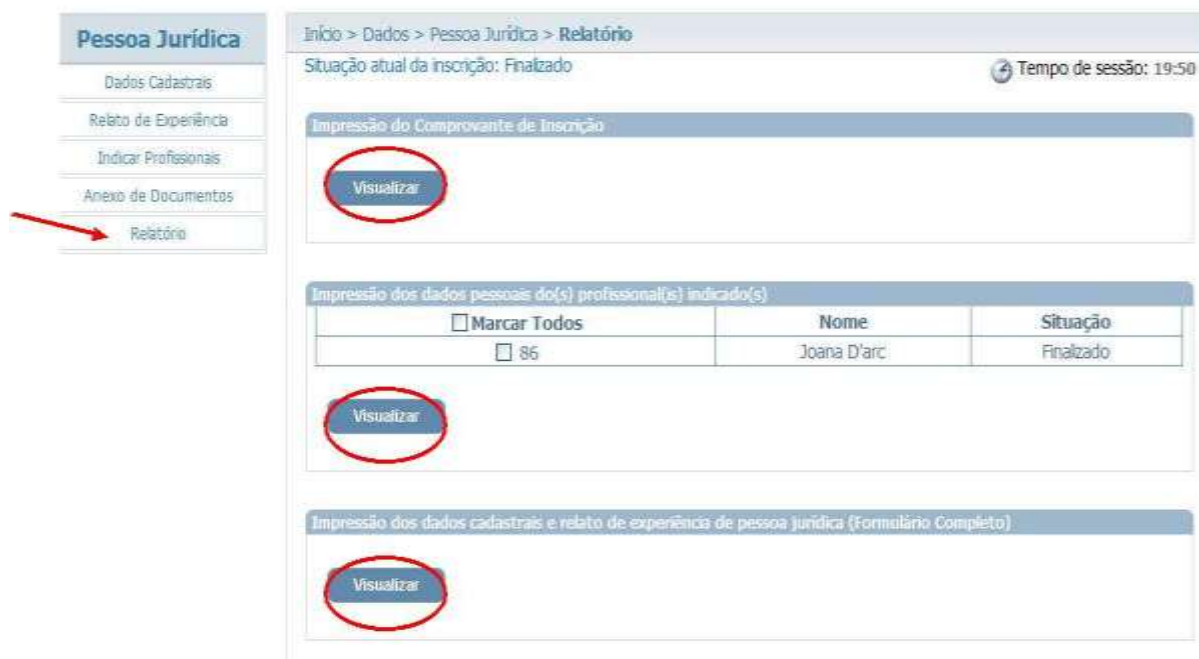 Pessoa Jurídica
Dados Cadastrais
Relato de Experiência
Indicar Profissionais
Anexo de Documentos
Relatório
Início > Dados > Pessoa Jurídica > Relatório
Situação atual da inscrição: Finalizado
Tempo de sessão: 19:50
Impressão do Comprovante de Inscrição
Visualizar
Impressão dos dados pessoais do(s) profissional(is) indicado(s)
Marcar Todos Nome Situação
86 Joana D'arc Finalizado
Visualizar
Impressão dos dados cadastrais e relato de experiência de pessoa jurídica (Formulário Completo)
Visualizar